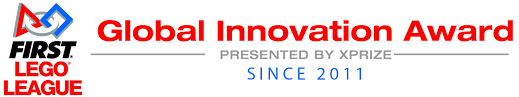 FIRST
LEGO
LEAGUE
Global Innovation Award
PRESENTED BY XPRIZE
SINCE 2011